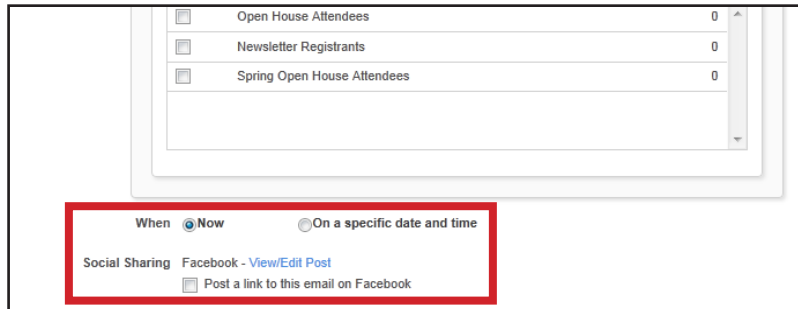 Open House Attendees 0
Newsletter Registrants 0
Spring Open House Attendees 0
When Now On a specific date and time
Social Sharing Facebook - View/Edit Post
Post a link to this email on Facebook